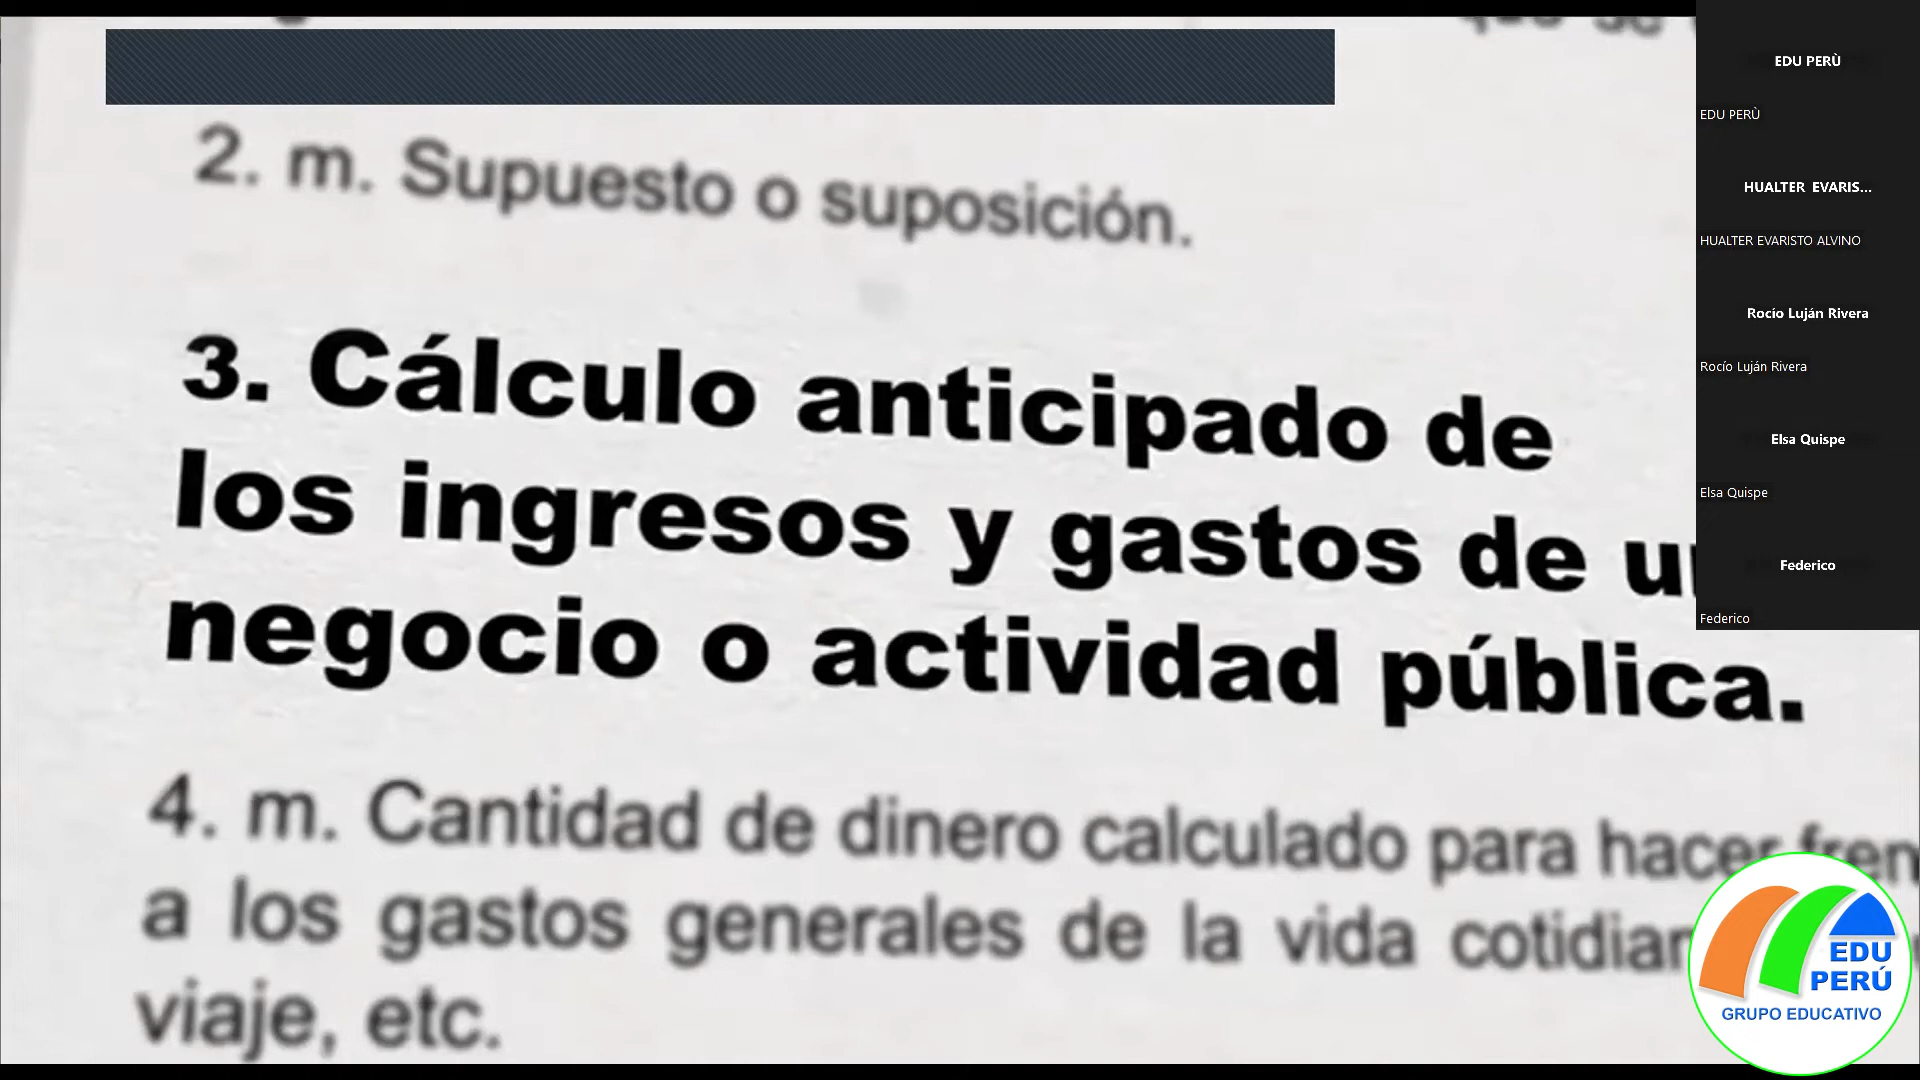 2. m. Supuesto o suposición.
3. Cálculo anticipado de
los ingresos y gastos de
negocio o actividad pública.
4. m. Cantidad de dinero calculado para hacer
a los gastos generales de la vida
viaje, etc.
EDU PERÙ
EDU PERÙ
HUALTER EVARIS...
HUALTER EVARISTO ALVINO
Rocío Luján Rivera
Rocío Luján Rivera
Elsa Quispe
Elsa Quispe
Federico
Federico
EDU
PERÚ
GRUPO EDUCATIVO